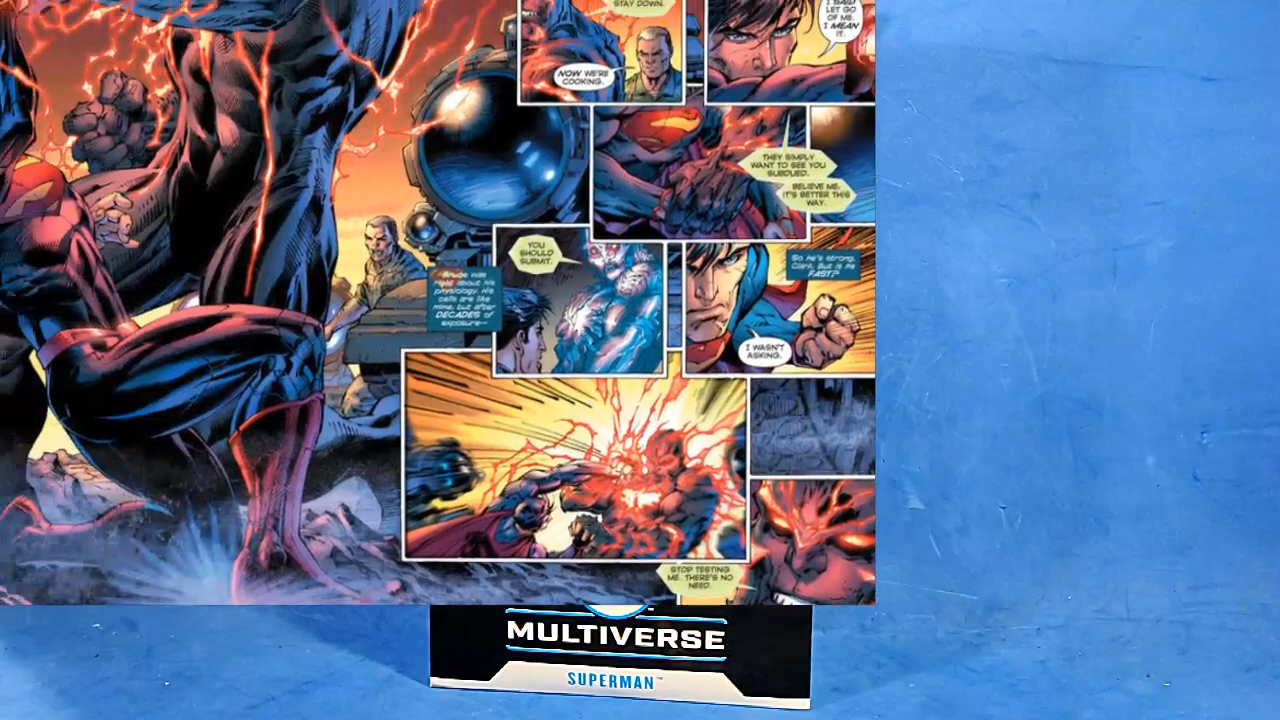 STAY DOWN.
NOW WE'RE
COOKING.
I SAID
LET GO
OF ME.
I MEAN
IT.
THEY SIMPLY
WANT TO SEE YOU
SUBDUED.
BELIEVE ME,
IT'S BETTER THIS
WAY.
Bruce was
right about his
physiology. His
cells are like
mine, but after
DECADES of
exposure--
YOU
SHOULD
SUBMIT.
So he's strong,
Clark. But is he
FAST?
I WASN'T
ASKING.
STOP TESTING
ME. THERE'S NO
NEED.
MULTIVERSE
SUPERMAN™